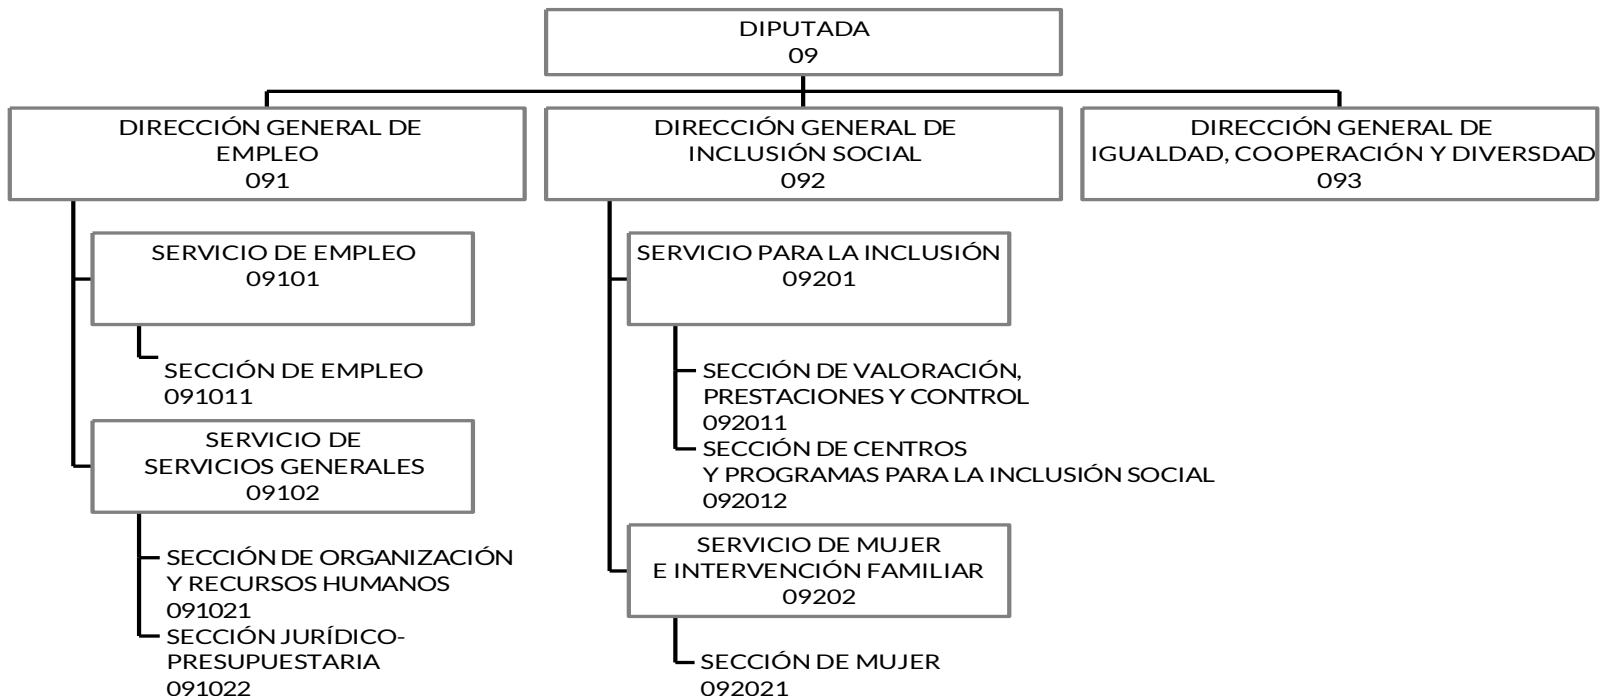 DIPUTADA
09
DIRECCIÓN GENERAL DE
EMPLEO
091
DIRECCIÓN GENERAL DE
INCLUSIÓN SOCIAL
092
DIRECCIÓN GENERAL DE
IGUALDAD, COOPERACIÓN Y DIVERSDAD
093
SERVICIO DE EMPLEO
09101
SECCIÓN DE EMPLEO
091011
SERVICIO DE
SERVICIOS GENERALES
09102
SECCIÓN DE ORGANIZACIÓN
Y RECURSOS HUMANOS
091021
SECCIÓN JURÍDICO-
PRESUPUESTARIA
091022
SERVICIO PARA LA INCLUSIÓN
09201
SECCIÓN DE VALORACIÓN,
PRESTACIONES Y CONTROL
092011
SECCIÓN DE CENTROS
Y PROGRAMAS PARA LA INCLUSIÓN SOCIAL
092012
SERVICIO DE MUJER
E INTERVENCIÓN FAMILIAR
09202
SECCIÓN DE MUJER
092021